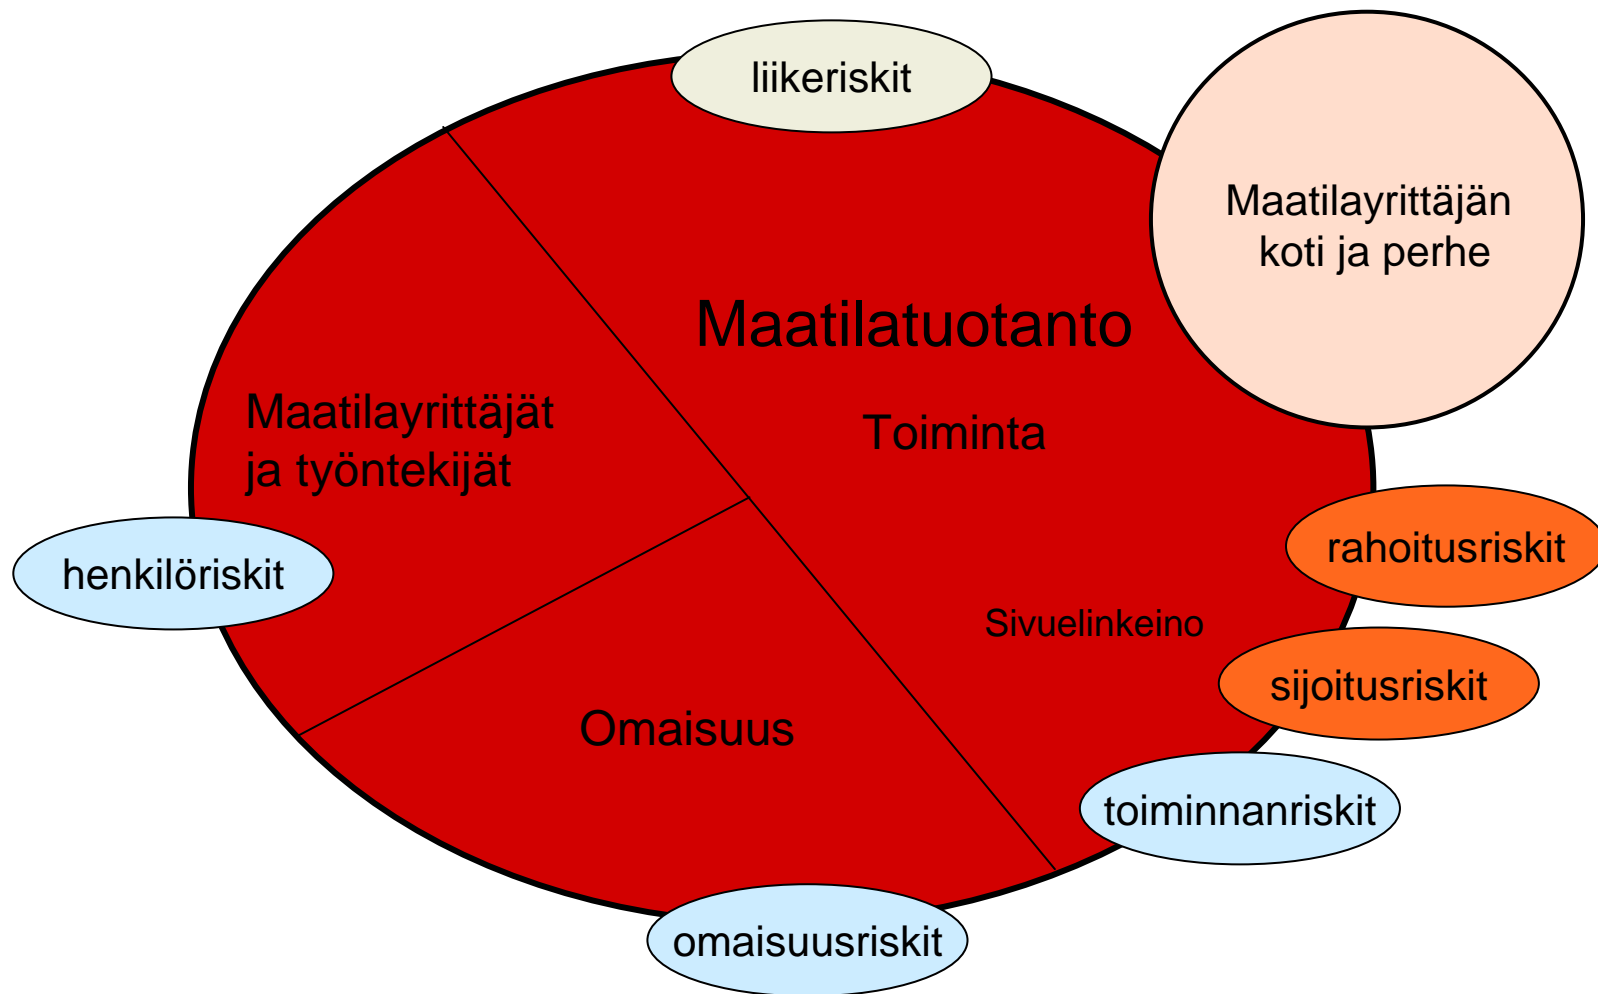 liikeriskit
Maatilayrittäjän
koti ja perhe
Maatilatuotanto
Maatilayrittäjät
ja työntekijät
Toiminta
henkilöriskit
rahoitusriskit
Sivuelinkeino
sijoitusriskit
Omaisuus
toiminnanriskit
omaisuusriskit